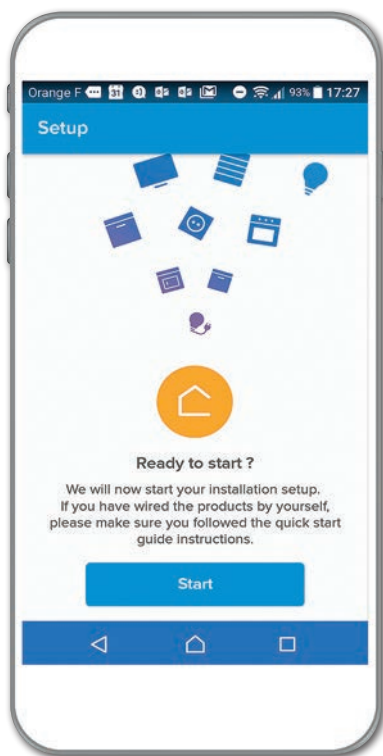 Orange F 31 93% 17:27
Setup
Ready to start ?
We will now start your installation setup.
If you have wired the products by yourself,
please make sure you followed the quick start
guide instructions.
Start